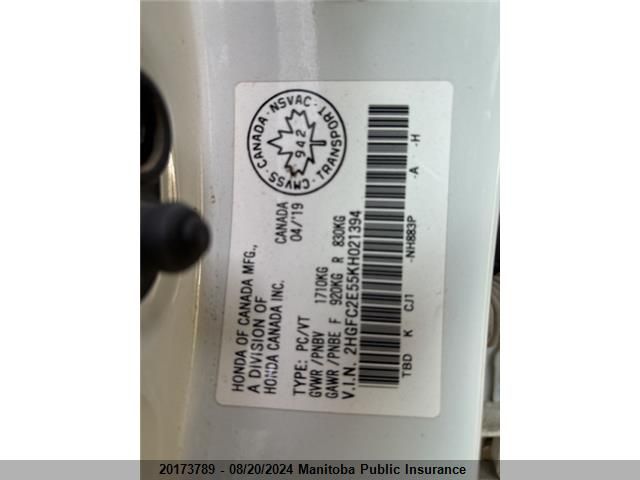 CANADA · NSVAC · TRANSPORT · CMVSS ·
942
HONDA OF CANADA MFG.,
A DIVISION OF
HONDA CANADA INC.
CANADA
04/'19
TYPE: PC/VT
GVWR /PNBV 1710KG
GAWR /PNBE F 920KG R 830KG
V.I.N. 2HGFC2E55KH021394
TBD K CJ1 -NH883P -A -H
20173789 - 08/20/2024 Manitoba Public Insurance